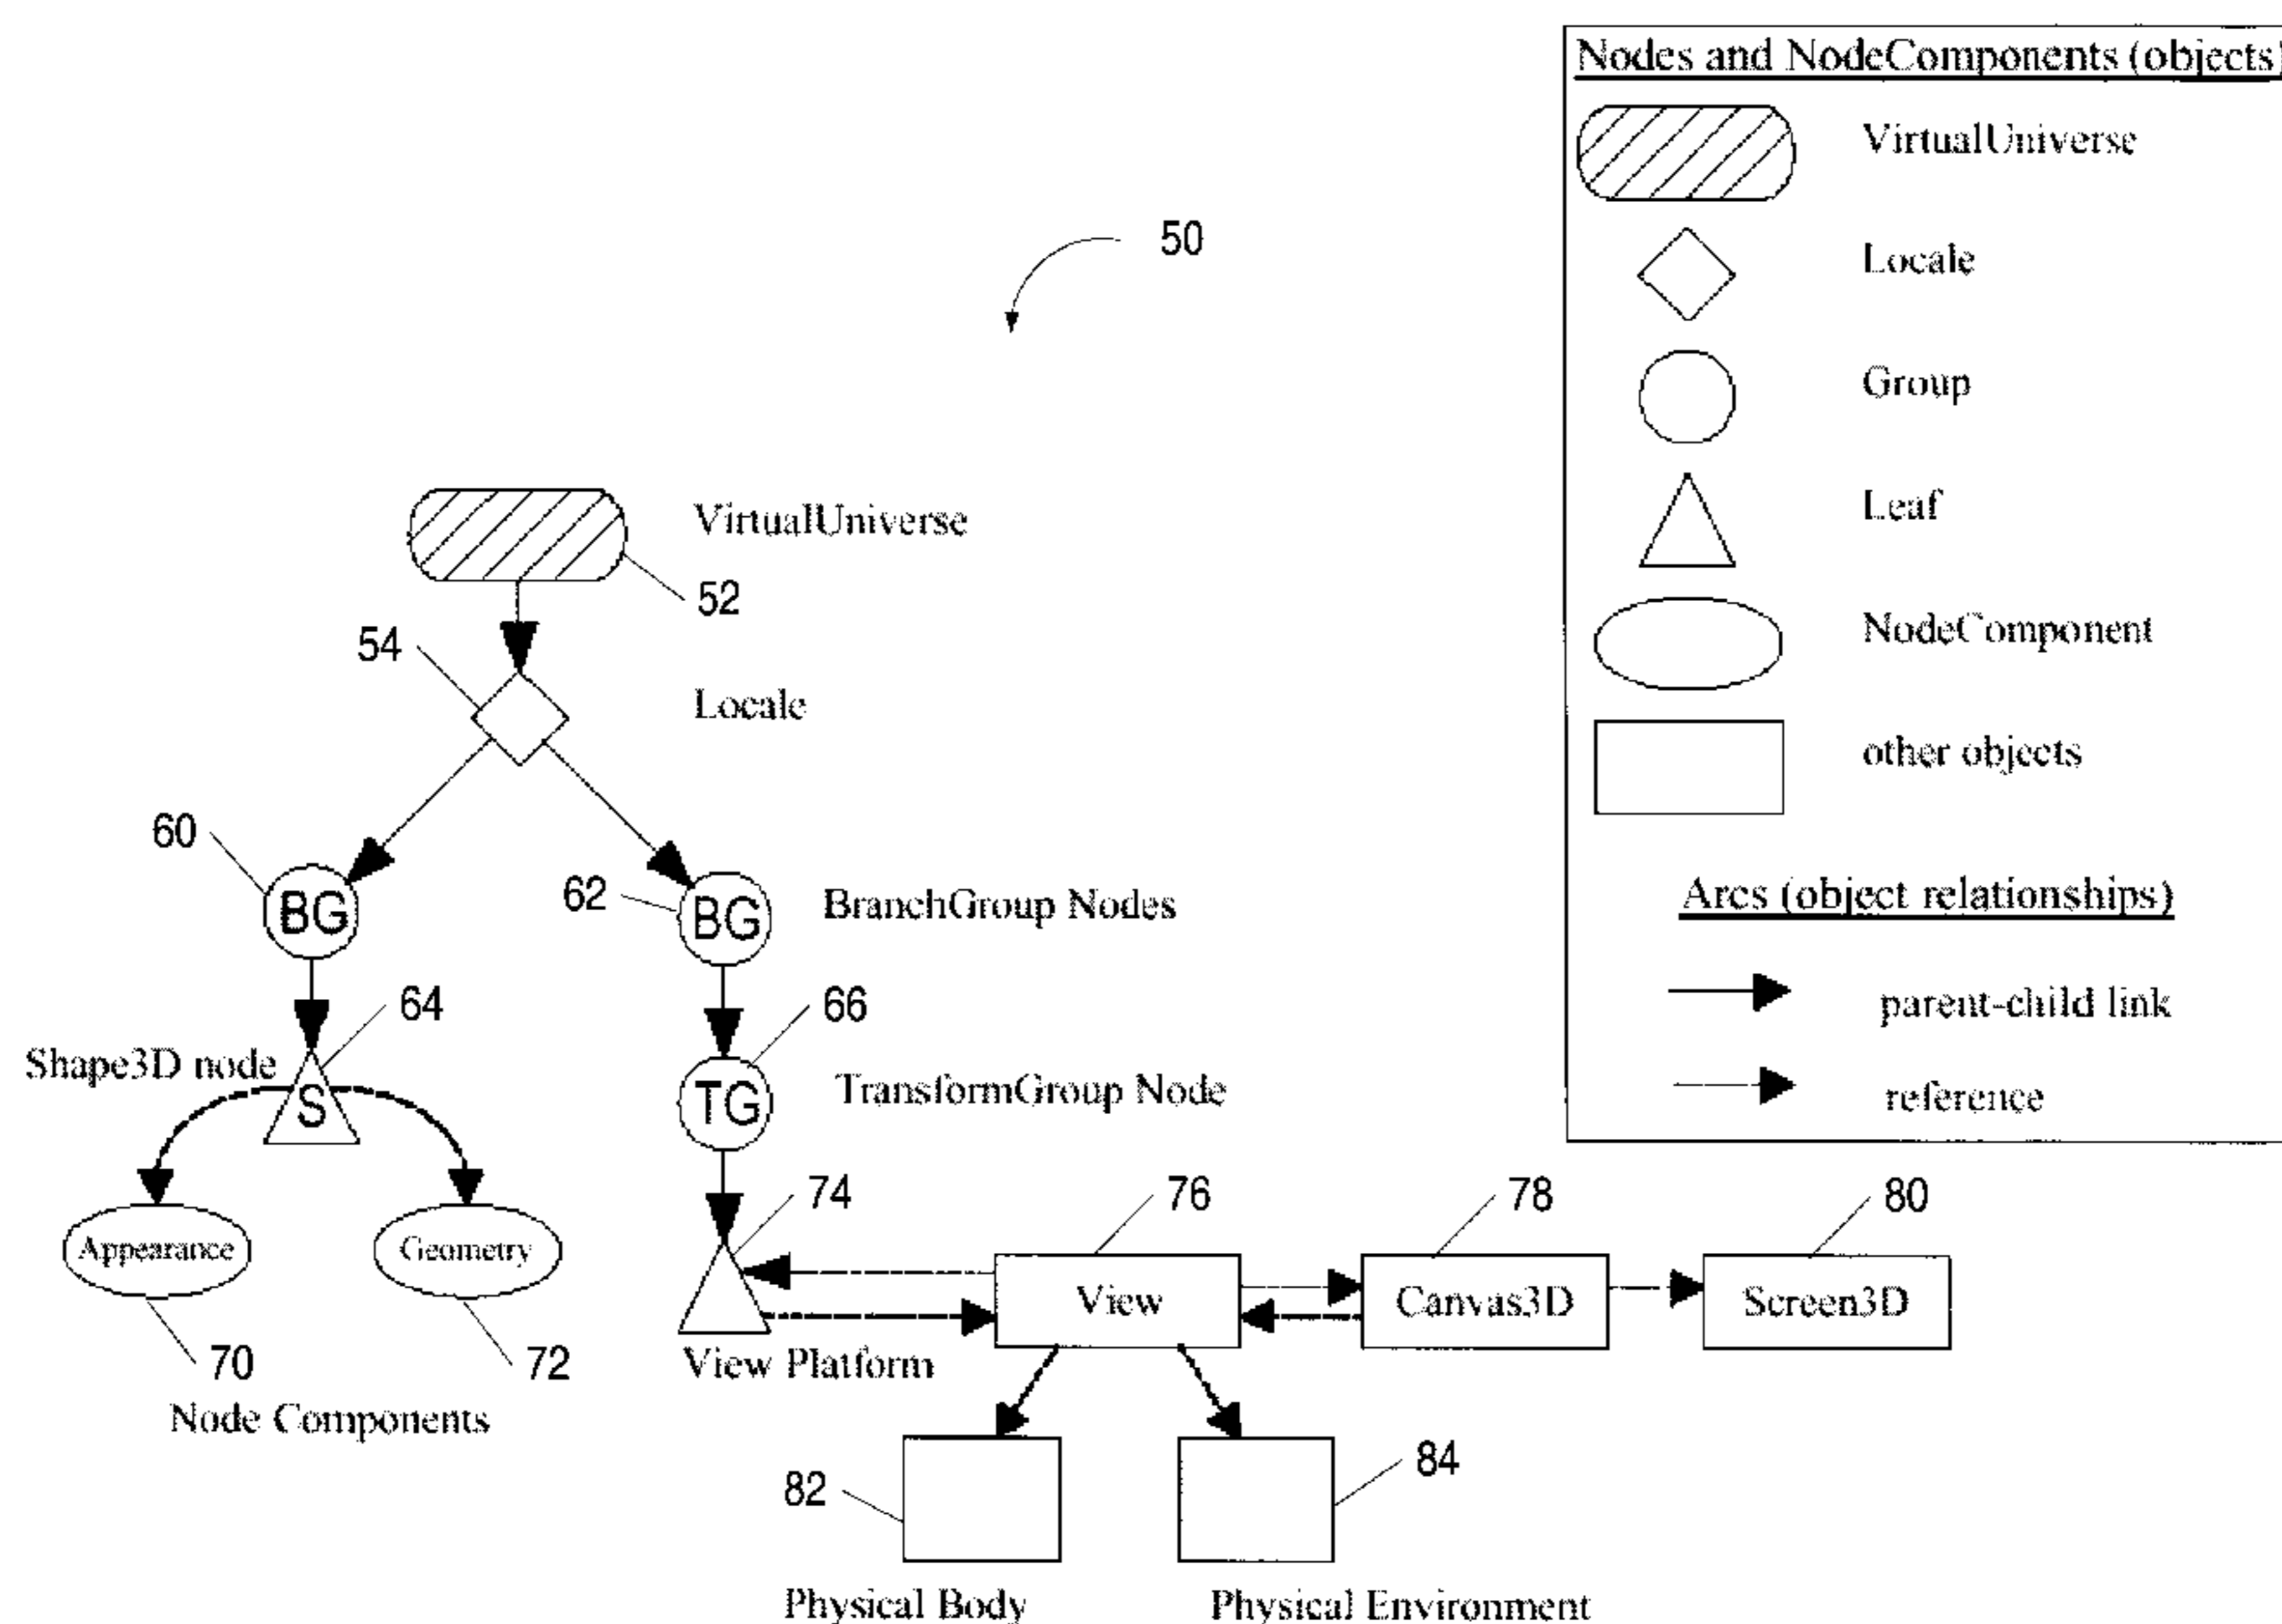 Nodes and NodeComponents (objects)
VirtualUniverse
Locale
Group
Leaf
NodeComponent
other objects
Arcs (object relationships)
parent-child link
reference
50
VirtualUniverse
52
54
Locale
60
BG
62
BG
BranchGroup Nodes
64
66
Shape3D node
S
TG
TransformGroup Node
74
76
78
80
Appearance
Geometry
View
Canvas3D
Screen3D
70
72
View Platform
Node Components
82
84
Physical Body
Physical Environment